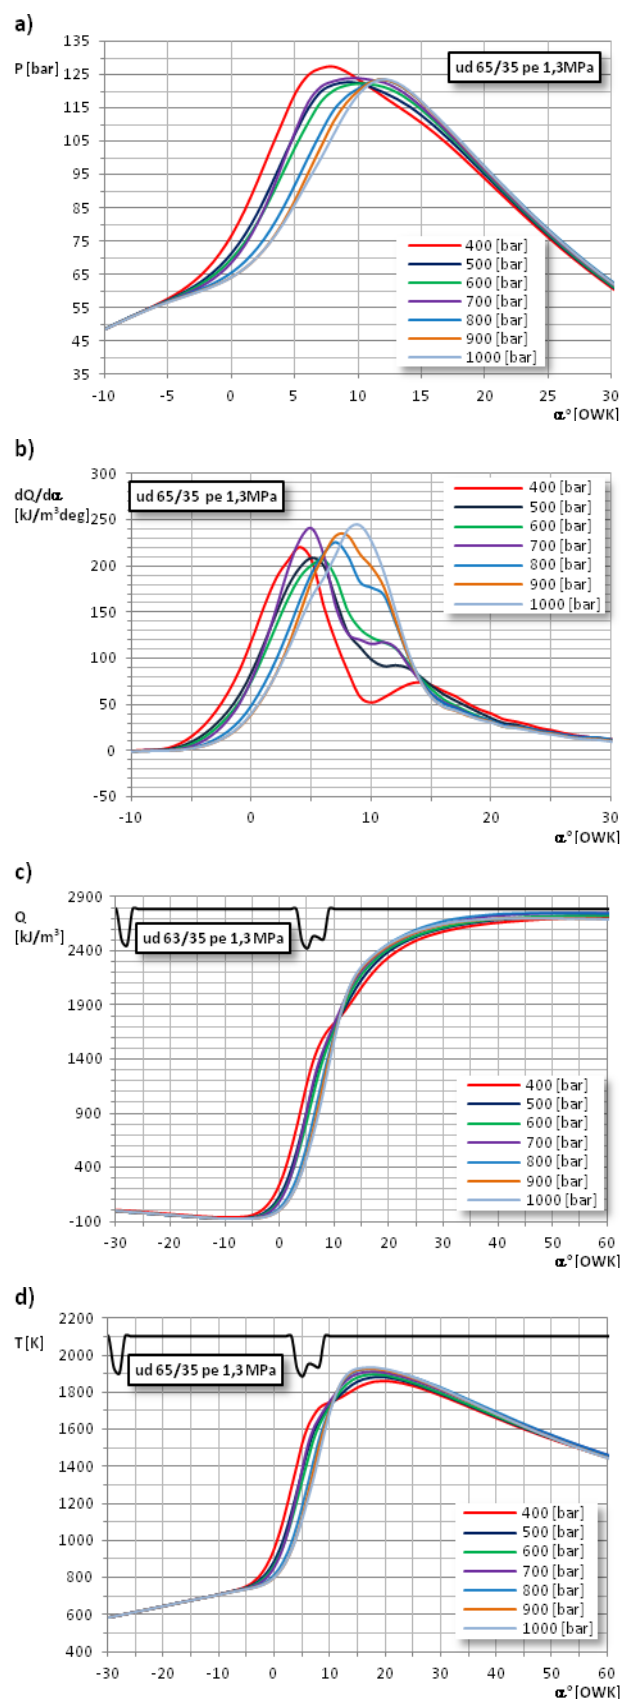 a)
P [bar]
135
125
115
105
95
85
75
65
55
45
35
ud 65/35 pe 1,3MPa
400 [bar]
500 [bar]
600 [bar]
700 [bar]
800 [bar]
900 [bar]
1000 [bar]
-10 -5 0 5 10 15 20 25 30
α° [OWK]
b)
dQ/dα
[kJ/m³deg]
300
250
200
150
100
50
0
-50
ud 65/35 pe 1,3MPa
400 [bar]
500 [bar]
600 [bar]
700 [bar]
800 [bar]
900 [bar]
1000 [bar]
-10 0 10 20 30
α° [OWK]
c)
Q
[kJ/m³]
2900
2400
1900
1400
900
400
-100
ud 63/35 pe 1,3MPa
400 [bar]
500 [bar]
600 [bar]
700 [bar]
800 [bar]
900 [bar]
1000 [bar]
-30 -20 -10 0 10 20 30 40 50 60
α° [OWK]
d)
T [K]
2200
2000
1800
1600
1400
1200
1000
800
600
400
ud 65/35 pe 1,3MPa
400 [bar]
500 [bar]
600 [bar]
700 [bar]
800 [bar]
900 [bar]
1000 [bar]
-30 -20 -10 0 10 20 30 40 50 60
α° [OWK]